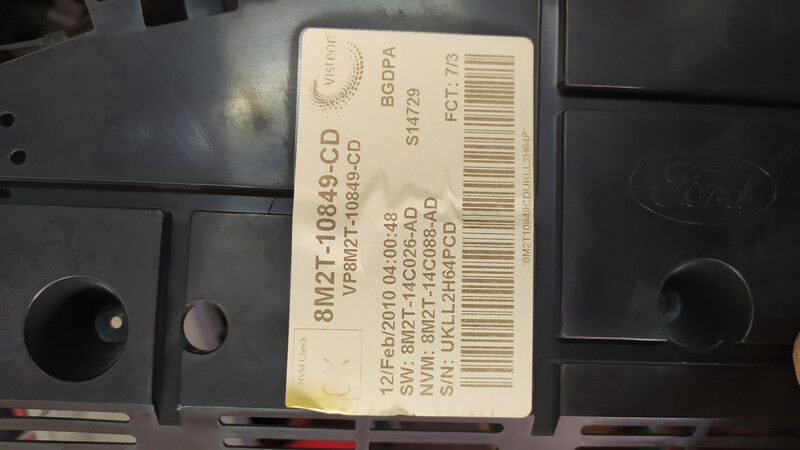 Visteon
BGDPA
S14729
FCT: 7/3
8M2T-10849-CD
VP8M2T-10849-CD
NVM Check
OK
12/Feb/2010 04:00:48
SW: 8M2T-14C026-AD
NVM: 8M2T-14C088-AD
S/N: UKLL2H64PCD
*8M2T10849CDUKLL2H64P*
Ford